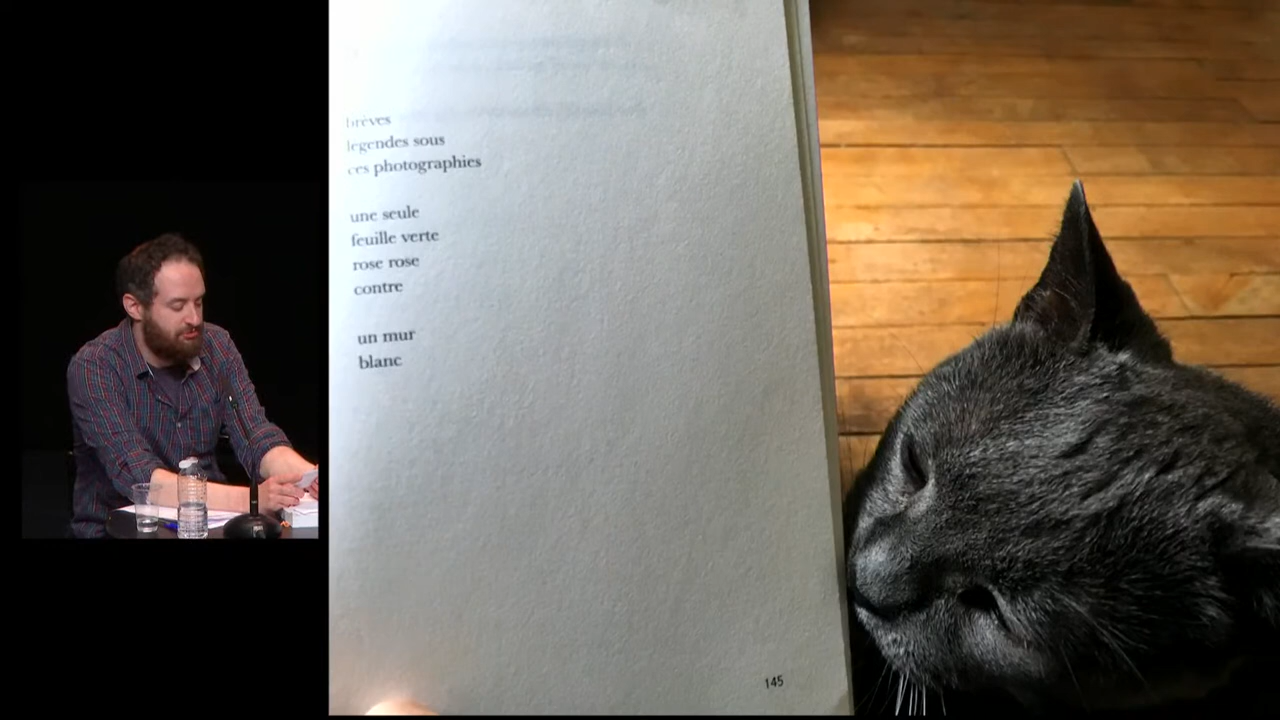 brèves
légendes sous
ces photographies
une seule
feuille verte
rose rose
contre
un mur
blanc
145